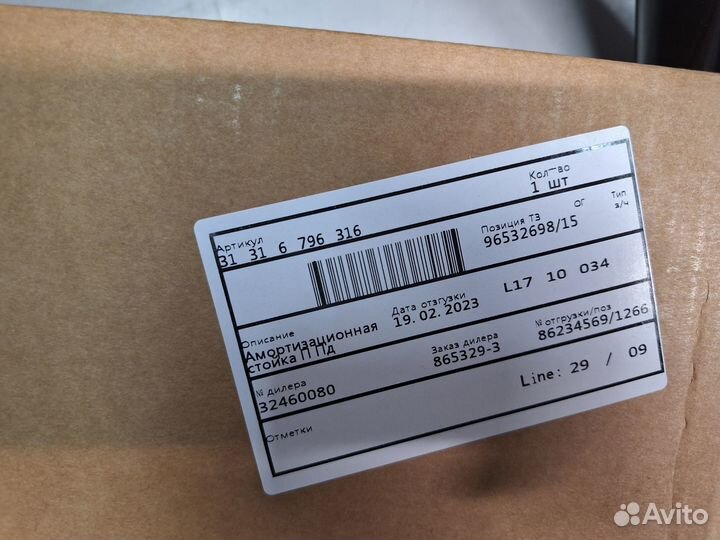 Кол-во
1 шт
Артикул
31 31 6 796 316
Позиция ТЗ ОГ Тип з/ч
96532698/15
Описание
Амортизационная
стойка П Пд
Дата отзгузки
19.02.2023
L17 10 034
№ дилера
32460080
Заказ дилера
865329-3
№ отгрузки/поз
86234569/1266
Отметки
Line: 29 / 09
Avito